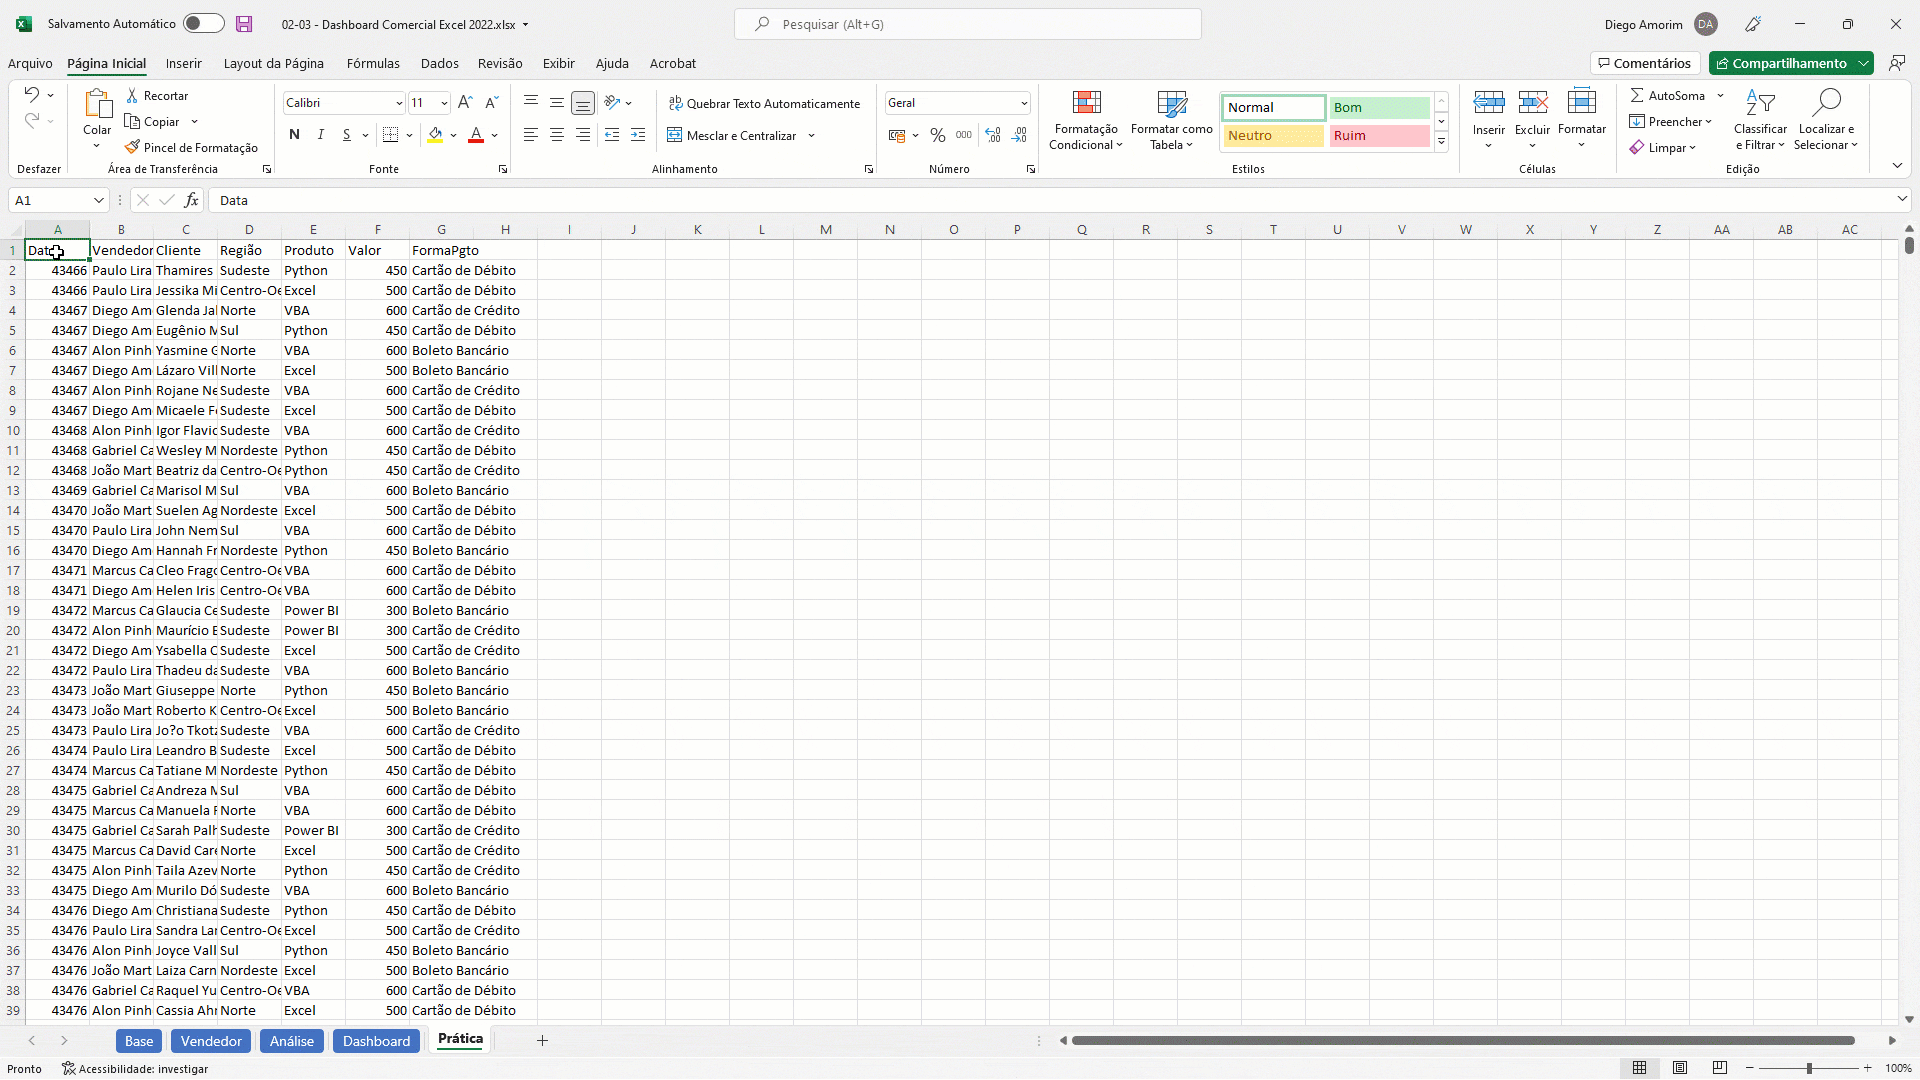 Salvamento Automático 02-03 - Dashboard Comercial Excel 2022.xlsx Pesquisar (Alt+G) Diego Amorim DA
Arquivo Página Inicial Inserir Layout da Página Fórmulas Dados Revisão Exibir Ajuda Acrobat Comentários Compartilhamento
Colar
Recortar
Copiar
Pincel de Formatação
Calibri 11
N I S
Quebrar Texto Automaticamente
Mesclar e Centralizar
Geral
% 000
Formatação Condicional
Formatar como Tabela
Normal Bom
Neutro Ruim
Inserir Excluir Formatar
AutoSoma
Preencher
Limpar
Classificar e Filtrar
Localizar e Selecionar
Desfazer Área de Transferência Fonte Alinhamento Número Estilos Células Edição
A1 fx Data
A B C D E F G H I J K L M N O P Q R S T U V W X Y Z AA AB AC
1 Data Vendedor Cliente Região Produto Valor FormaPgto
2 43466 Paulo Lira Thamires Sudeste Python 450 Cartão de Débito
3 43466 Paulo Lira Jessika Mi Centro-Oe Excel 500 Cartão de Débito
4 43467 Diego Am Glenda Jal Norte VBA 600 Cartão de Crédito
5 43467 Diego Am Eugênio M Sul Python 450 Cartão de Débito
6 43467 Alon Pinh Yasmine G Norte VBA 600 Boleto Bancário
7 43467 Diego Am Lázaro Vill Norte Excel 500 Boleto Bancário
8 43467 Alon Pinh Rojane Ne Sudeste VBA 600 Cartão de Crédito
9 43467 Diego Am Micaele Fe Sudeste Excel 500 Cartão de Débito
10 43468 Alon Pinh Igor Flavio Sudeste VBA 600 Cartão de Crédito
11 43468 Gabriel Ca Wesley M Nordeste Python 450 Cartão de Débito
12 43468 João Mart Beatriz da Centro-Oe Python 450 Cartão de Crédito
13 43469 Gabriel Ca Marisol M Sul VBA 600 Boleto Bancário
14 43470 João Mart Suelen Ag Nordeste Excel 500 Cartão de Débito
15 43470 Paulo Lira John Nem Sul VBA 600 Cartão de Débito
16 43470 Diego Am Hannah Fr Nordeste Python 450 Boleto Bancário
17 43471 Marcus Ca Cleo Frago Centro-Oe VBA 600 Cartão de Débito
18 43471 Diego Am Helen Iris Centro-Oe VBA 600 Cartão de Débito
19 43472 Marcus Ca Glaucia Ce Sudeste Power BI 300 Boleto Bancário
20 43472 Alon Pinh Maurício E Sudeste Power BI 300 Cartão de Crédito
21 43472 Diego Am Ysabella C Sudeste Excel 500 Cartão de Crédito
22 43472 Paulo Lira Thadeu da Sudeste VBA 600 Boleto Bancário
23 43473 João Mart Giuseppe Norte Python 450 Boleto Bancário
24 43473 João Mart Roberto K Centro-Oe Excel 500 Boleto Bancário
25 43473 Paulo Lira Jo?o Tkotz Sudeste VBA 600 Cartão de Crédito
26 43474 Paulo Lira Leandro B Sudeste Excel 500 Cartão de Débito
27 43474 Marcus Ca Tatiane M Nordeste Python 450 Cartão de Débito
28 43475 Gabriel Ca Andreza M Sul VBA 600 Cartão de Débito
29 43475 Marcus Ca Manuela F Norte VBA 600 Cartão de Débito
30 43475 Gabriel Ca Sarah Palh Sudeste Power BI 300 Cartão de Crédito
31 43475 Marcus Ca David Care Norte Excel 500 Cartão de Crédito
32 43475 Alon Pinh Taila Azev Norte Python 450 Cartão de Crédito
33 43475 Diego Am Murilo Dó Sudeste VBA 600 Boleto Bancário
34 43476 Diego Am Christiana Sudeste Python 450 Cartão de Débito
35 43476 Paulo Lira Sandra Lar Centro-Oe Excel 500 Cartão de Crédito
36 43476 Alon Pinh Joyce Vall Sul Python 450 Boleto Bancário
37 43476 João Mart Laiza Carn Nordeste Excel 500 Boleto Bancário
38 43476 Gabriel Ca Raquel Yu Centro-Oe VBA 600 Cartão de Débito
39 43476 Alon Pinh Cassia Ahr Norte Excel 500 Cartão de Débito
Base Vendedor Análise Dashboard Prática
Pronto Acessibilidade: investigar 100%